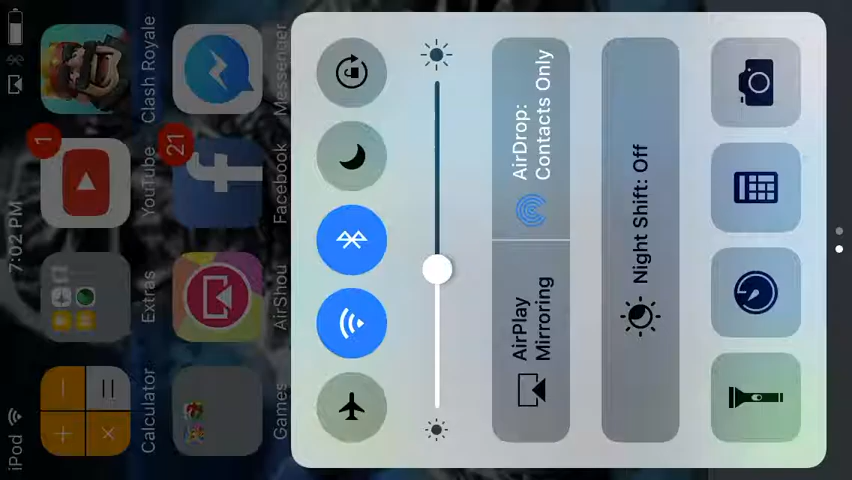 iPod 7:02 PM
Calculator
Extras
1
YouTube
Clash Royale
Games
AirShou
21
Facebook
Messenger
AirPlay
Mirroring
AirDrop:
Contacts Only
Night Shift: Off